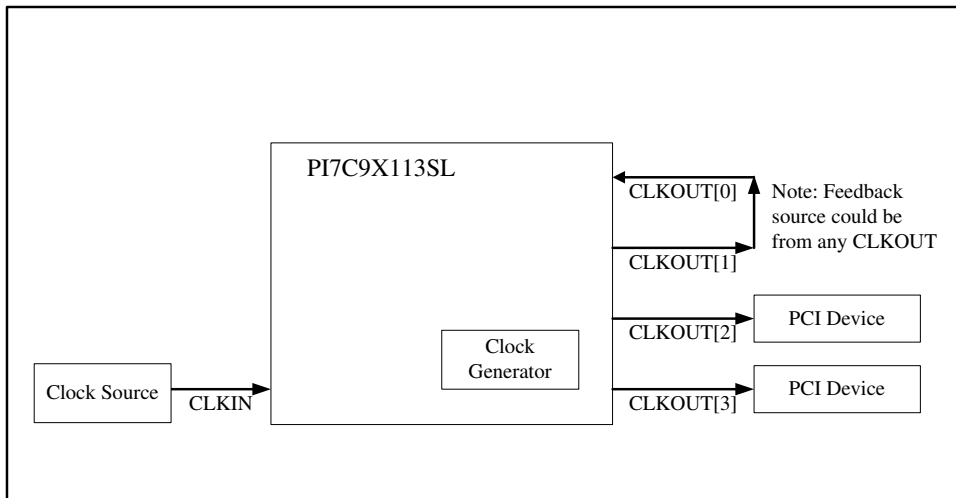 PI7C9X113SL
CLKOUT[0]
Note: Feedback
source could be
from any CLKOUT
CLKOUT[1]
CLKOUT[2]
PCI Device
Clock
Generator
Clock Source
CLKIN
CLKOUT[3]
PCI Device